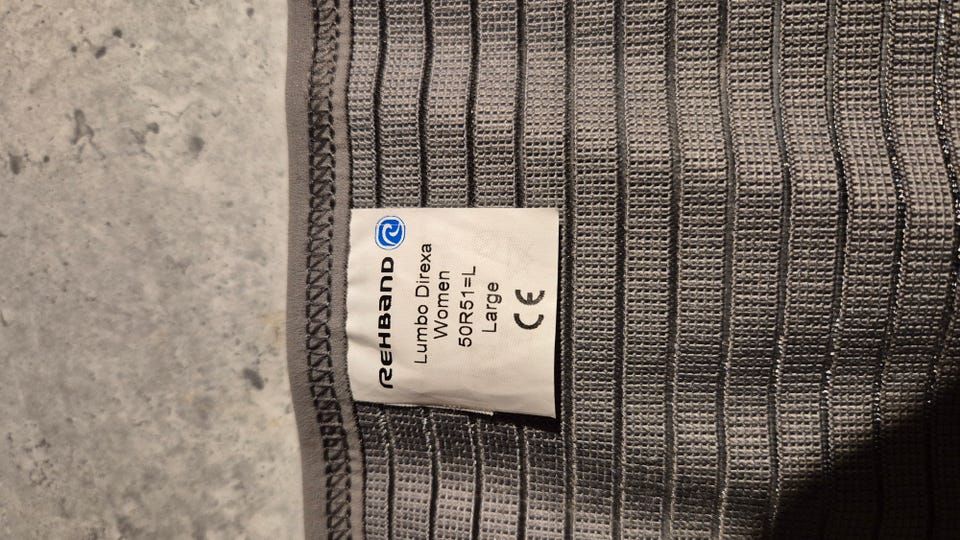 REHBAND
Lumbo Direxa
Women
50R51=L
Large
CE